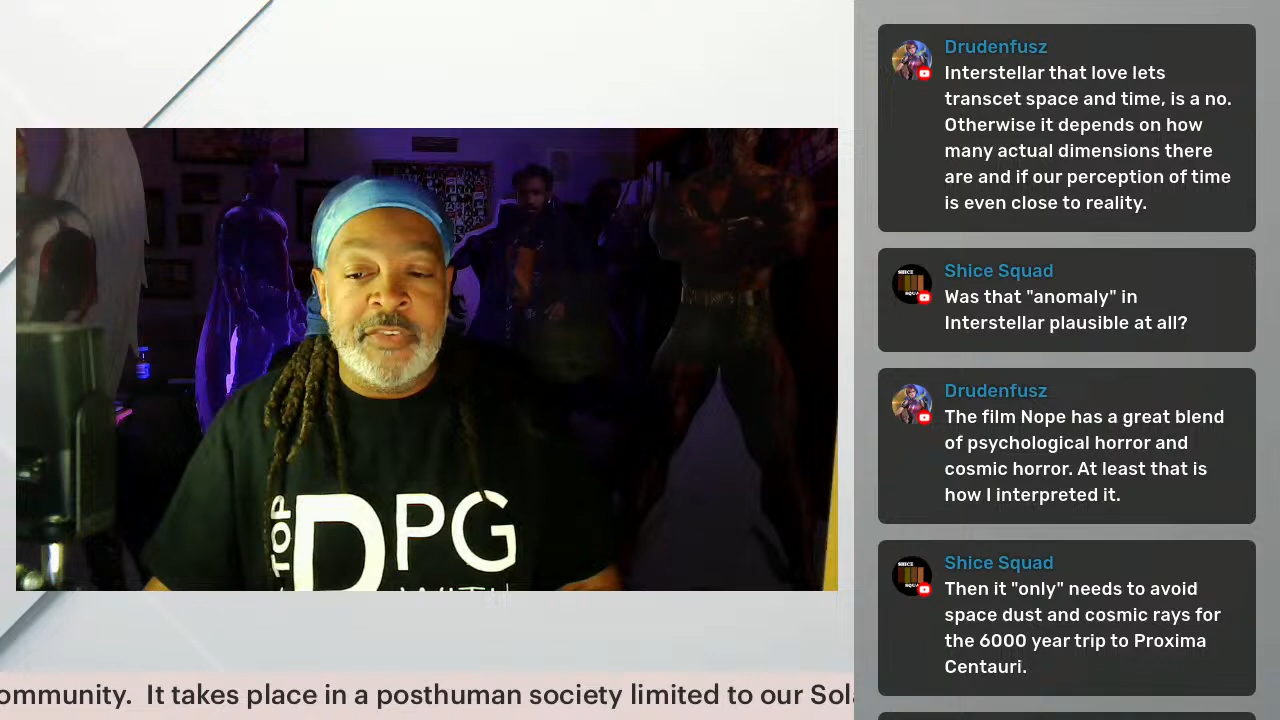 Drudenfusz
Interstellar that love lets
transcet space and time, is a no.
Otherwise it depends on how
many actual dimensions there
are and if our perception of time
is even close to reality.
Shice Squad
Was that "anomaly" in
Interstellar plausible at all?
Drudenfusz
The film Nope has a great blend
of psychological horror and
cosmic horror. At least that is
how I interpreted it.
Shice Squad
Then it "only" needs to avoid
space dust and cosmic rays for
the 6000 year trip to Proxima
Centauri.
TOP
D PG
WITH
ommunity. It takes place in a posthuman society limited to our Sola